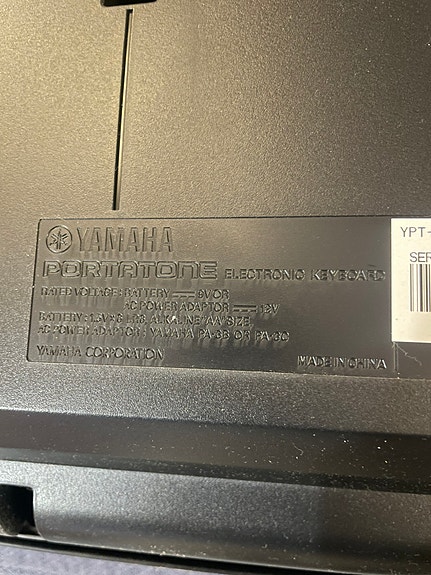 YAMAHA
PORTATONE ELECTRONIC KEYBOARD
RATED VOLTAGE: BATTERY 9V OR
AC POWER ADAPTOR 12V
BATTERY: 1.5V×6 LR6 ALKALINE/AA SIZE
AC POWER ADAPTOR: YAMAHA PA-3B OR PA-3C
YAMAHA CORPORATION
MADE IN CHINA
YPT-
SER